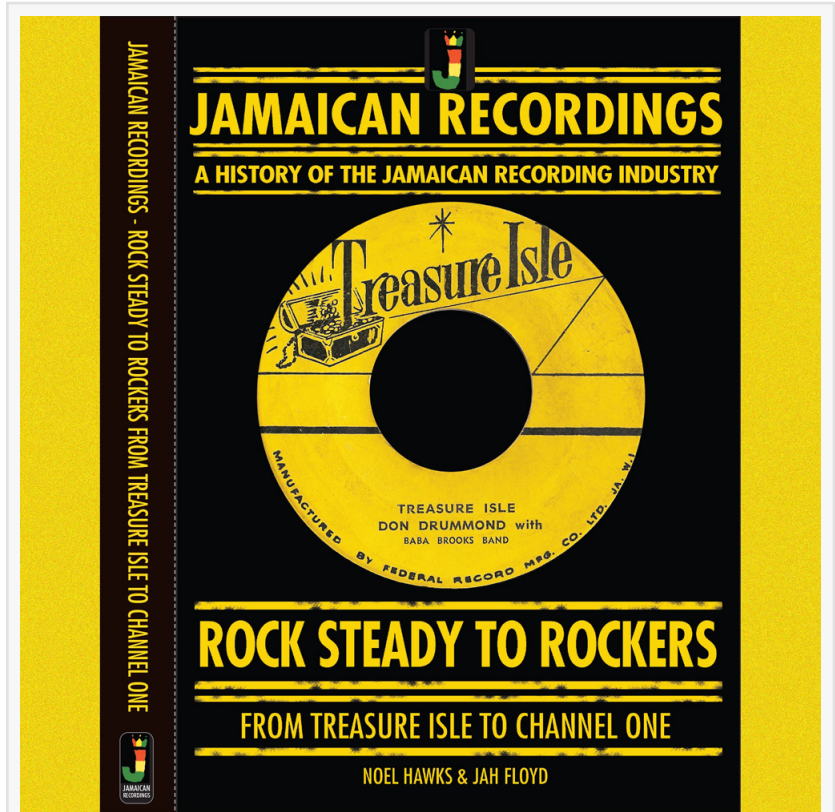 JAMAICAN RECORDINGS - ROCK STEADY TO ROCKERS FROM TREASURE ISLE TO CHANNEL ONE
JAMAICAN
RECORDINGS
JAMAICAN RECORDINGS
A HISTORY OF THE JAMAICAN RECORDING INDUSTRY
Treasure Isle
TREASURE ISLE
DON DRUMMOND with
BABA BROOKS BAND
MANUFACTURED BY FEDERAL RECORD MFG. CO. LTD. JA. W.I.
ROCK STEADY TO ROCKERS
FROM TREASURE ISLE TO CHANNEL ONE
NOEL HAWKS & JAH FLOYD